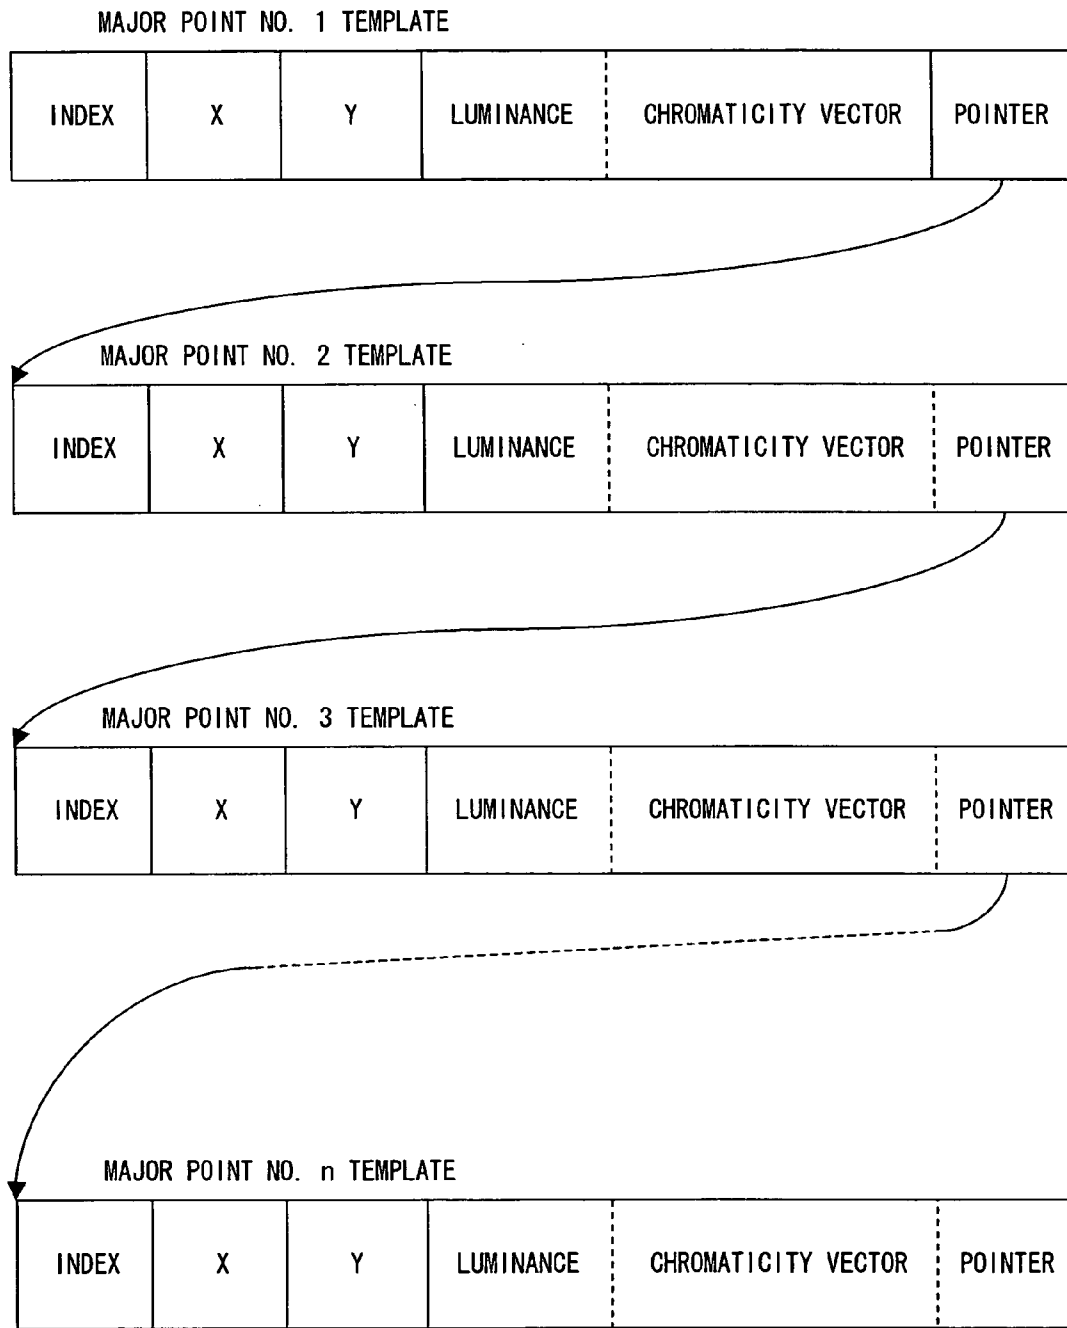 MAJOR POINT NO. 1 TEMPLATE
INDEX X Y LUMINANCE CHROMATICITY VECTOR POINTER
MAJOR POINT NO. 2 TEMPLATE
INDEX X Y LUMINANCE CHROMATICITY VECTOR POINTER
MAJOR POINT NO. 3 TEMPLATE
INDEX X Y LUMINANCE CHROMATICITY VECTOR POINTER
MAJOR POINT NO. n TEMPLATE
INDEX X Y LUMINANCE CHROMATICITY VECTOR POINTER